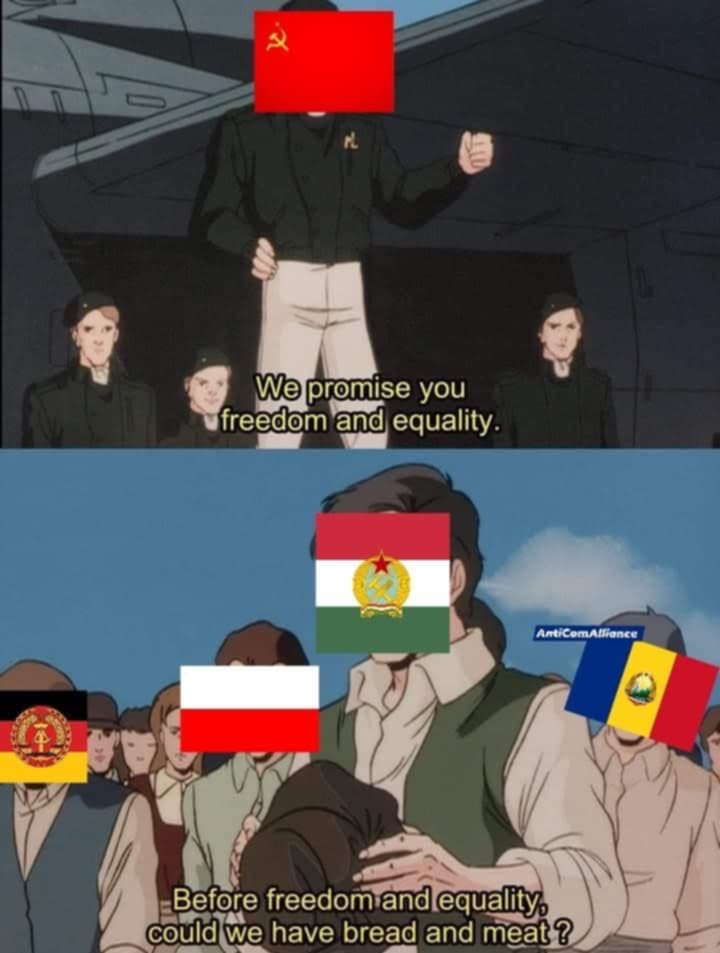 We promise you
freedom and equality.
AntiComAlliance
Before freedom and equality,
could we have bread and meat ?